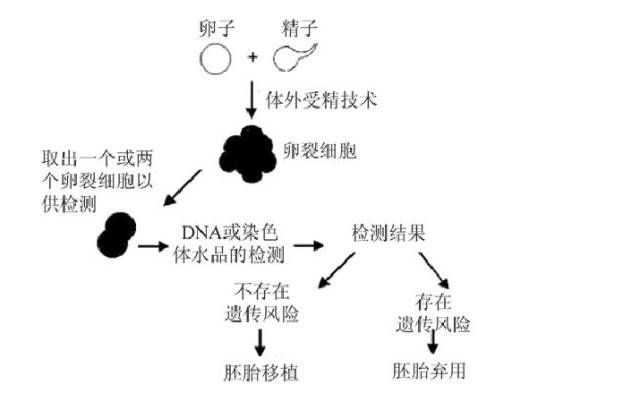 卵子
精子
+
体外受精技术
卵裂细胞
取出一个或两
个卵裂细胞以
供检测
DNA或染色
体水品的检测
检测结果
不存在
遗传风险
存在
遗传风险
胚胎移植
胚胎弃用